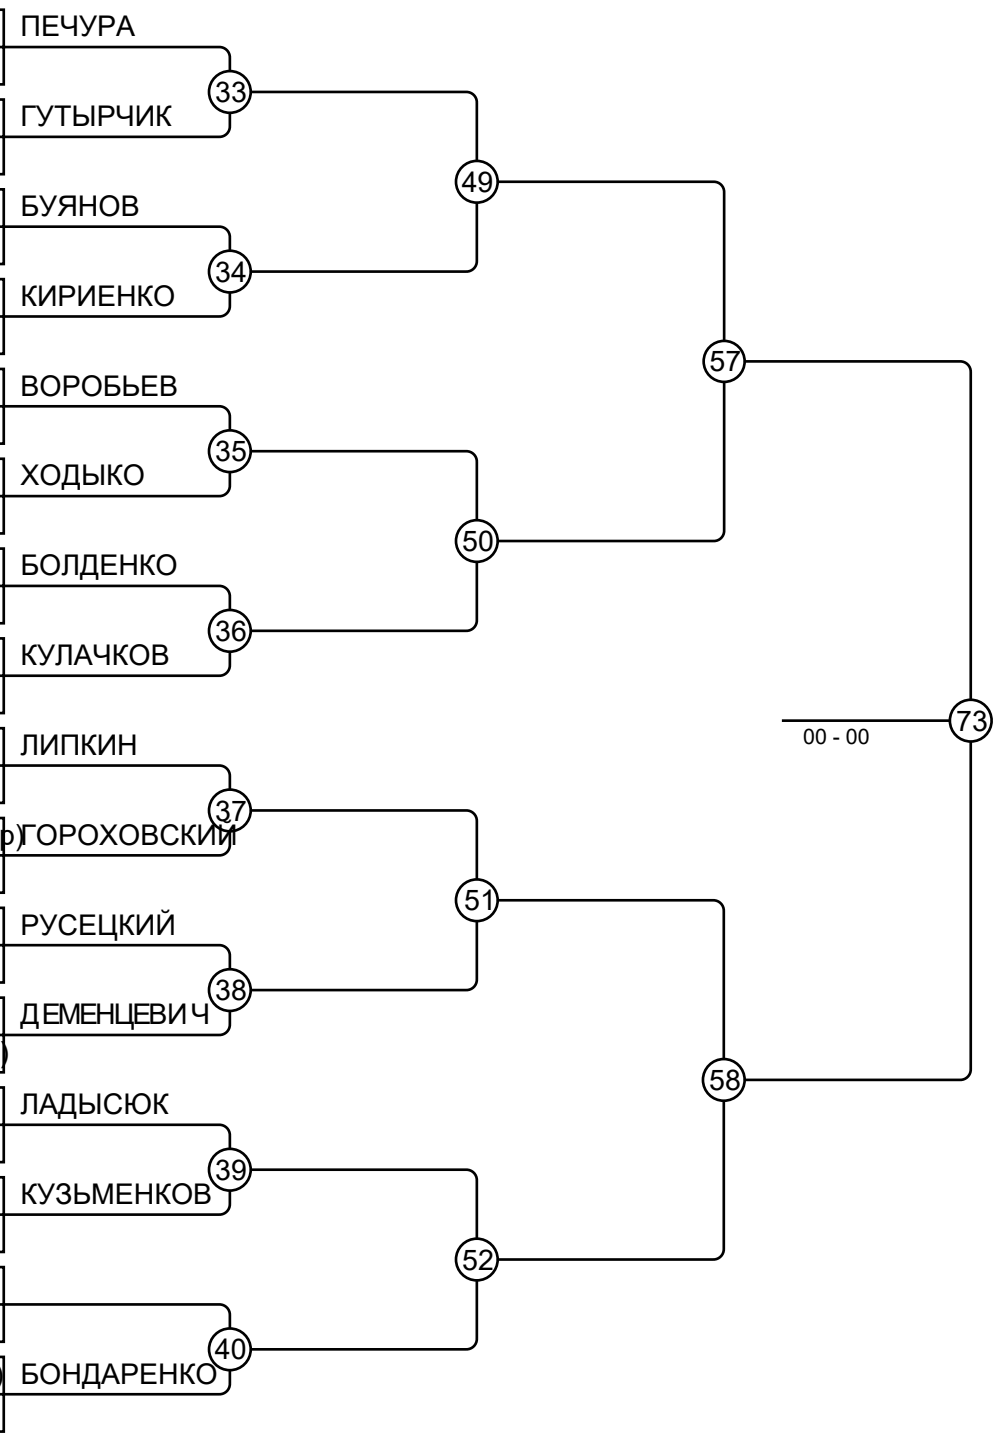 ПЕЧУРА
33
ГУТЫРЧИК
49
БУЯНОВ
34
КИРИЕНКО
57
ВОРОБЬЕВ
35
ХОДЫКО
50
БОЛДЕНКО
36
КУЛАЧКОВ
73
00 - 00
ЛИПКИН
37
р) ГОРОХОВСКИЙ
51
РУСЕЦКИЙ
38
ДЕМЕНЦЕВИЧ
)
58
ЛАДЫСЮК
39
КУЗЬМЕНКОВ
52
40
) БОНДАРЕНКО